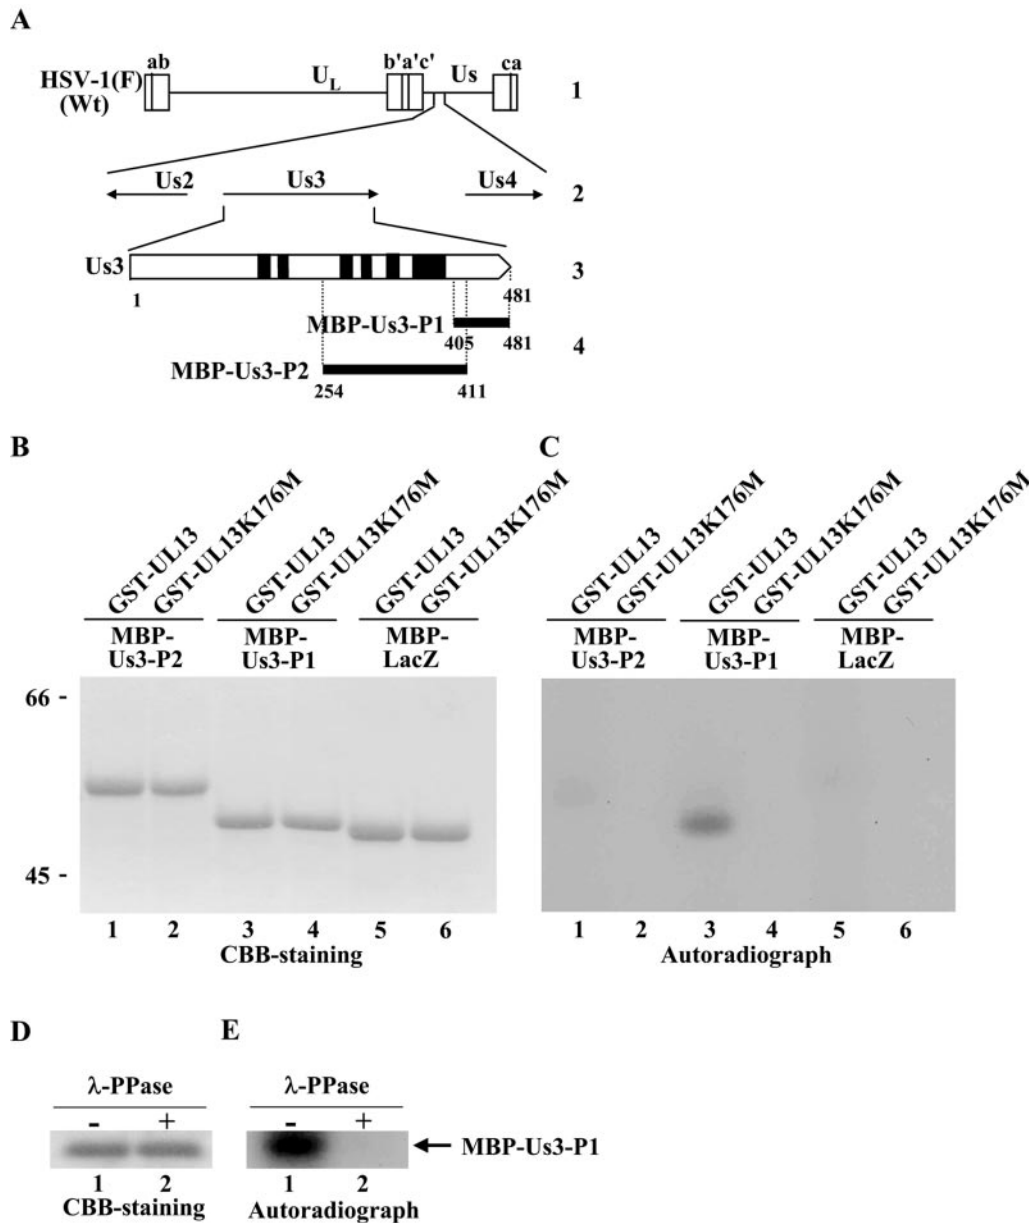 A
ab
b'a'c'
ca
HSV-1(F)
UL
Us
1
(Wt)
Us2
Us3
Us4
2
Us3
3
1
481
MBP-Us3-P1
405
481
4
MBP-Us3-P2
254
411
B
C
GST-UL13
GST-UL13K176M
GST-UL13
GST-UL13K176M
GST-UL13
GST-UL13K176M
GST-UL13
GST-UL13K176M
GST-UL13
GST-UL13K176M
GST-UL13
GST-UL13K176M
MBP-
Us3-P2
MBP-
Us3-P1
MBP-
LacZ
MBP-
Us3-P2
MBP-
Us3-P1
MBP-
LacZ
66 -
45 -
1 2 3 4 5 6
CBB-staining
1 2 3 4 5 6
Autoradiograph
D
E
λ-PPase
- +
1 2
CBB-staining
λ-PPase
- +
MBP-Us3-P1
1 2
Autoradiograph